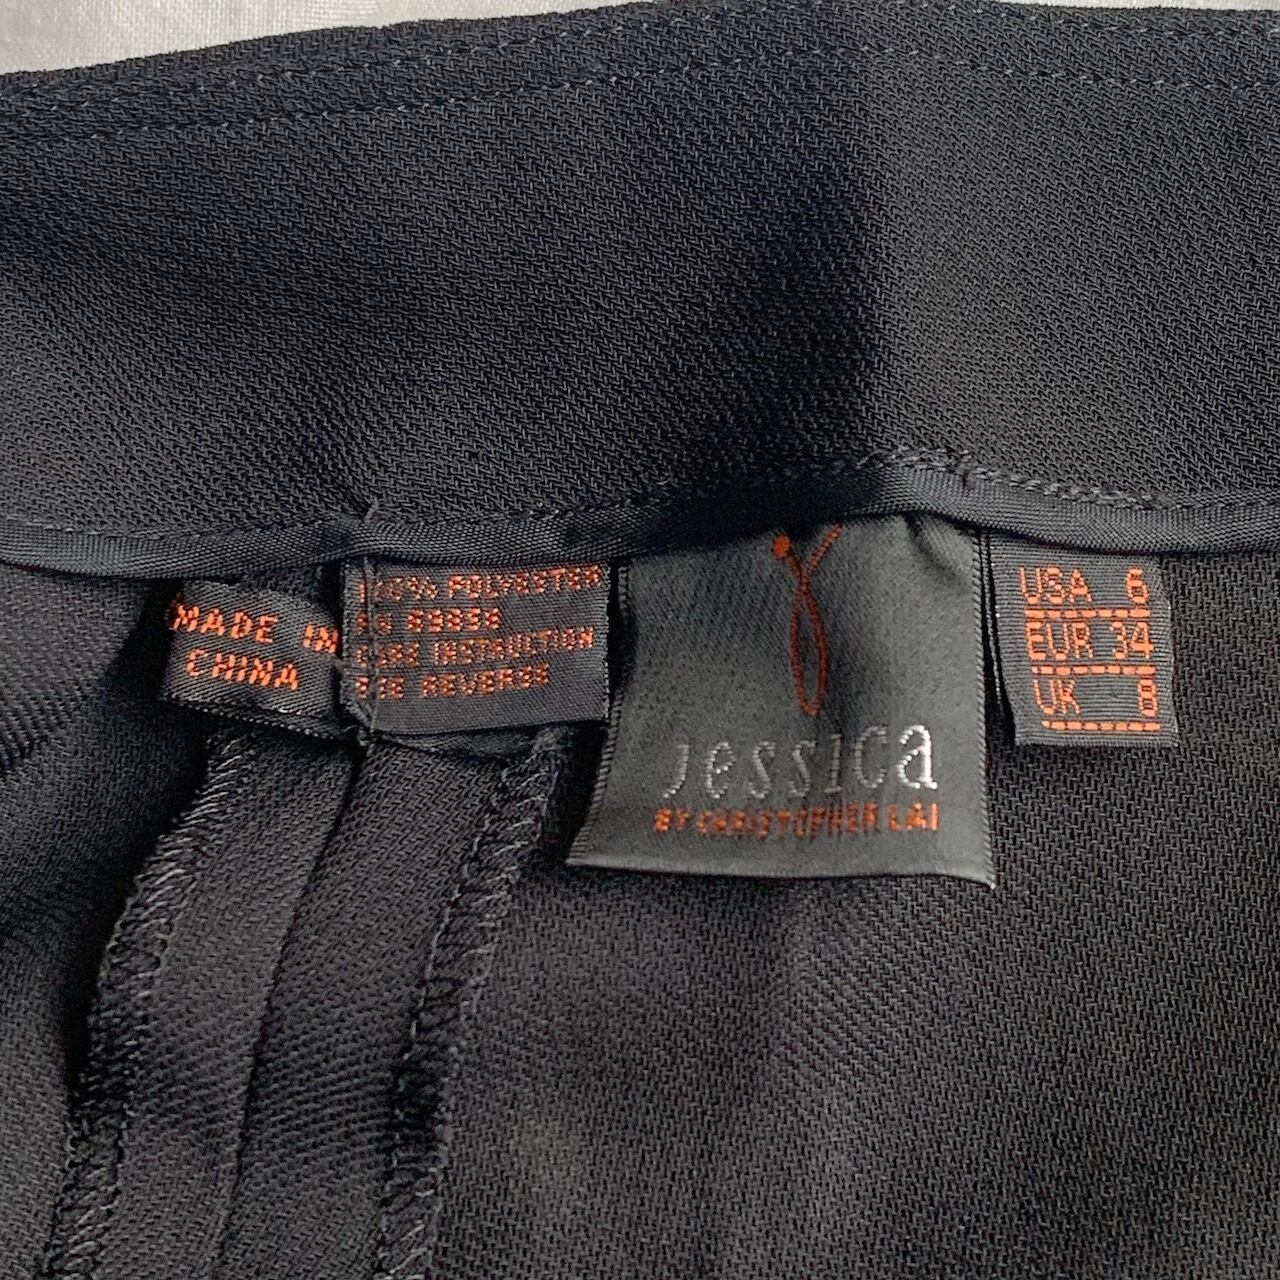 MADE IN
CHINA
100% POLYESTER
RN 89898
CARE INSTRUCTION
SEE REVERSE
jessica
BY CHRISTOPHER LAI
USA 6
EUR 34
UK 8